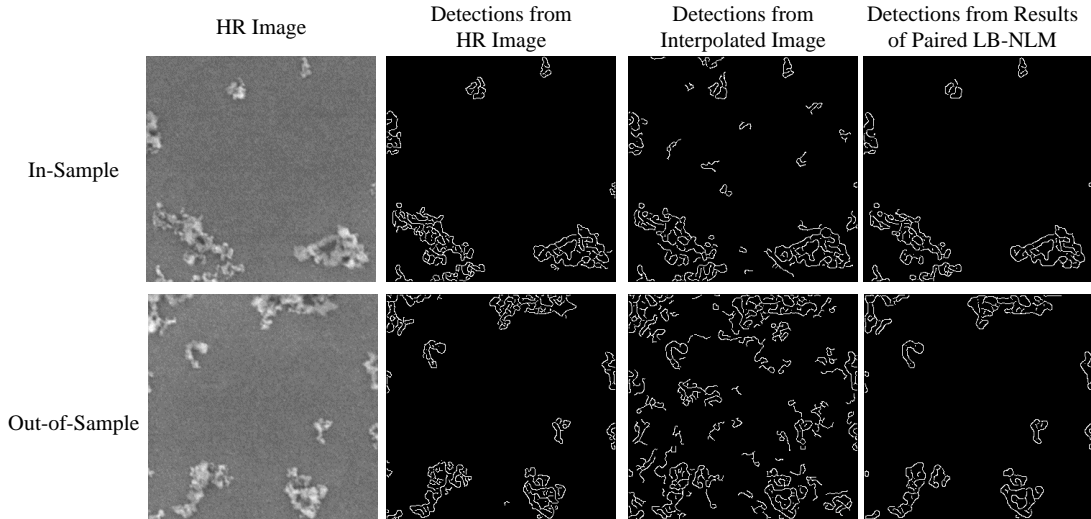 HR Image
Detections from
HR Image
Detections from
Interpolated Image
Detections from Results
of Paired LB-NLM
In-Sample
Out-of-Sample